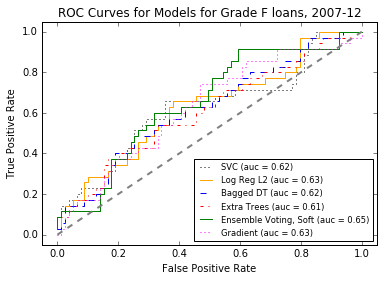 ROC Curves for Models for Grade F loans, 2007-12
True Positive Rate
1.0
0.8
0.6
0.4
0.2
0.0
SVC (auc = 0.62)
Log Reg L2 (auc = 0.63)
Bagged DT (auc = 0.62)
Extra Trees (auc = 0.61)
Ensemble Voting, Soft (auc = 0.65)
Gradient (auc = 0.63)
0.0 0.2 0.4 0.6 0.8 1.0
False Positive Rate